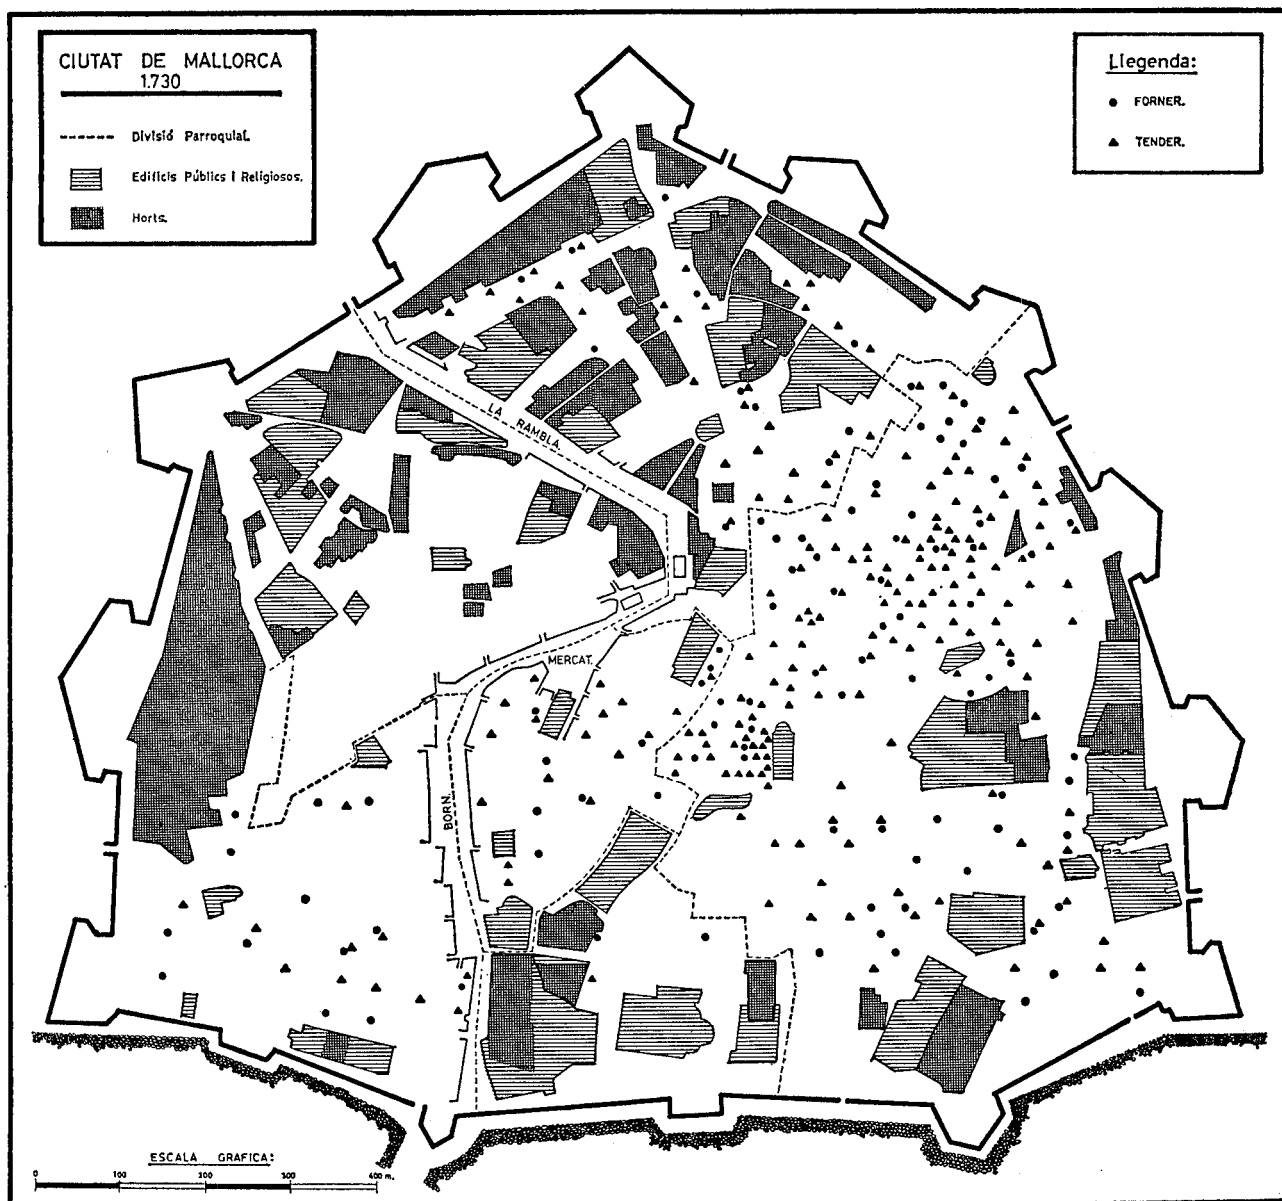 CIUTAT DE MALLORCA
1.730
Divisió Parroquial.
Edificis Públics i Religiosos.
Horts.
Llegenda:
FORNER.
TENDER.
LA RAMBLA.
MERCAT.
BORN.
ESCALA GRAFICA:
0 100 200 300 400 m.